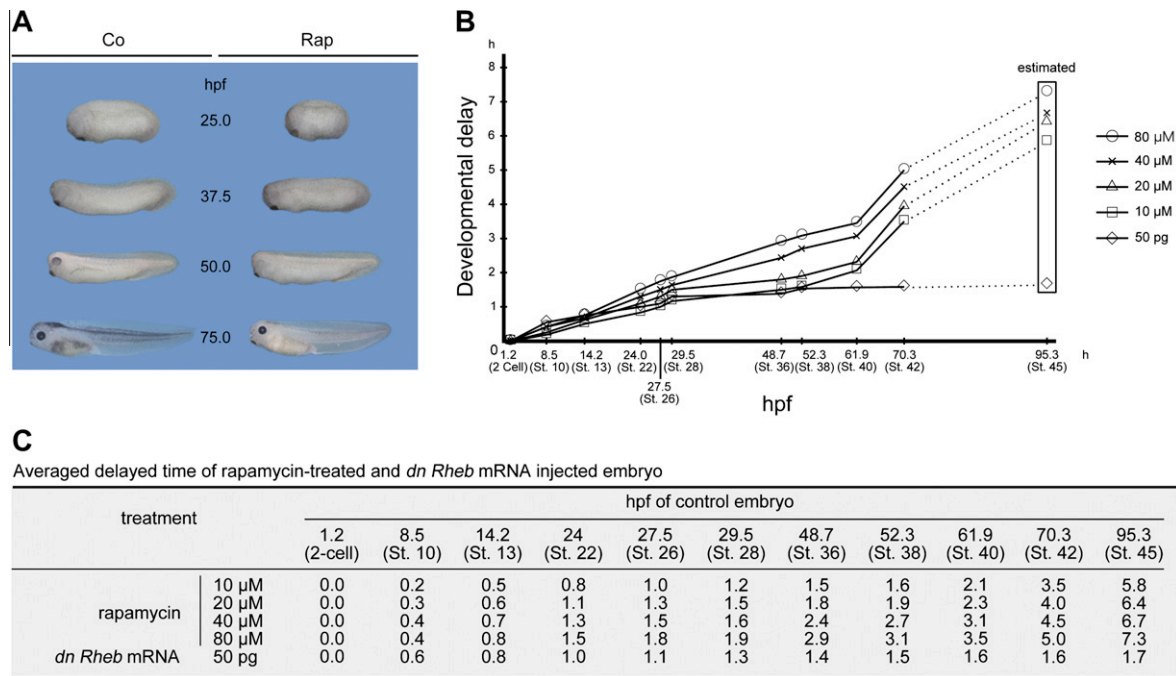 A
Co Rap
hpf
25.0
37.5
50.0
75.0
B
h
Developmental delay
8
7
6
5
4
3
2
1
0
estimated
80 µM
40 µM
20 µM
10 µM
50 pg
1.2 8.5 14.2 24.0 29.5 48.7 52.3 61.9 70.3 95.3 h
(2 Cell) (St. 10) (St. 13) (St. 22) (St. 28) (St. 36) (St. 38) (St. 40) (St. 42) (St. 45)
27.5
(St. 26)
hpf
C
Averaged delayed time of rapamycin-treated and dn Rheb mRNA injected embryo
treatment hpf of control embryo
1.2 8.5 14.2 24 27.5 29.5 48.7 52.3 61.9 70.3 95.3
(2-cell) (St. 10) (St. 13) (St. 22) (St. 26) (St. 28) (St. 36) (St. 38) (St. 40) (St. 42) (St. 45)
rapamycin
10 µM 0.0 0.2 0.5 0.8 1.0 1.2 1.5 1.6 2.1 3.5 5.8
20 µM 0.0 0.3 0.6 1.1 1.3 1.5 1.8 1.9 2.3 4.0 6.4
40 µM 0.0 0.4 0.7 1.3 1.5 1.6 2.4 2.7 3.1 4.5 6.7
80 µM 0.0 0.4 0.8 1.5 1.8 1.9 2.9 3.1 3.5 5.0 7.3
dn Rheb mRNA 50 pg 0.0 0.6 0.8 1.0 1.1 1.3 1.4 1.5 1.6 1.6 1.7